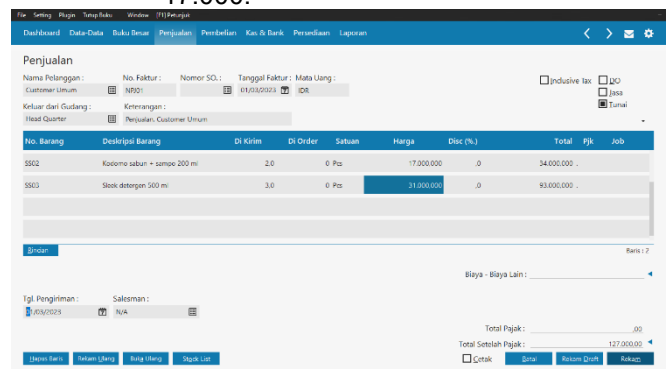 17.000.
File Setting Plugin Tutup Buku Window [F1] Petunjuk
Dashboard Data-Data Buku Besar Penjualan Pembelian Kas & Bank Persediaan Laporan
Penjualan
Nama Pelanggan : No. Faktur : Nomor SO. : Tanggal Faktur : Mata Uang :
Customer Umum NPJ01 01/03/2023 IDR
Inclusive Tax DO
Jasa
Tunai
Keluar dari Gudang : Keterangan :
Head Quarter Penjualan, Customer Umum
No. Barang Deskripsi Barang Di Kirim Di Order Satuan Harga Disc (%) Total Pjk Job
SS02 Kodomo sabun + sampo 200 ml 2,0 0 Pcs 17.000,000 ,0 34.000,000 .
SS03 Sleek detergen 500 ml 3,0 0 Pcs 31.000,000 ,0 93.000,000 .
Rincian Baris : 2
Biaya - Biaya Lain :
Tgl. Pengiriman : Salesman :
01/03/2023 N/A
Total Pajak : ,00
Total Setelah Pajak : 127.000,00
Hapus Baris Rekam Ulang Buka Ulang Stock List Cetak Batal Rekam Draft Rekam